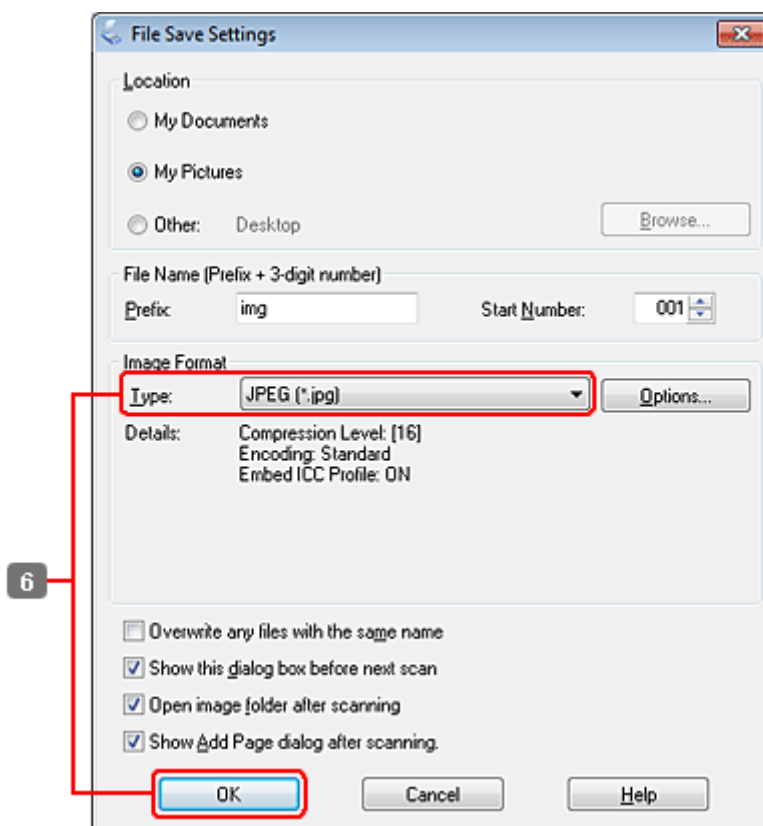 File Save Settings
Location
My Documents
My Pictures
Other: Desktop Browse...
File Name (Prefix + 3-digit number)
Prefix: img Start Number: 001
Image Format
Type: JPEG (*.jpg) Options...
Details: Compression Level: [16]
Encoding: Standard
Embed ICC Profile: ON
6
Overwrite any files with the same name
Show this dialog box before next scan
Open image folder after scanning
Show Add Page dialog after scanning.
OK Cancel Help